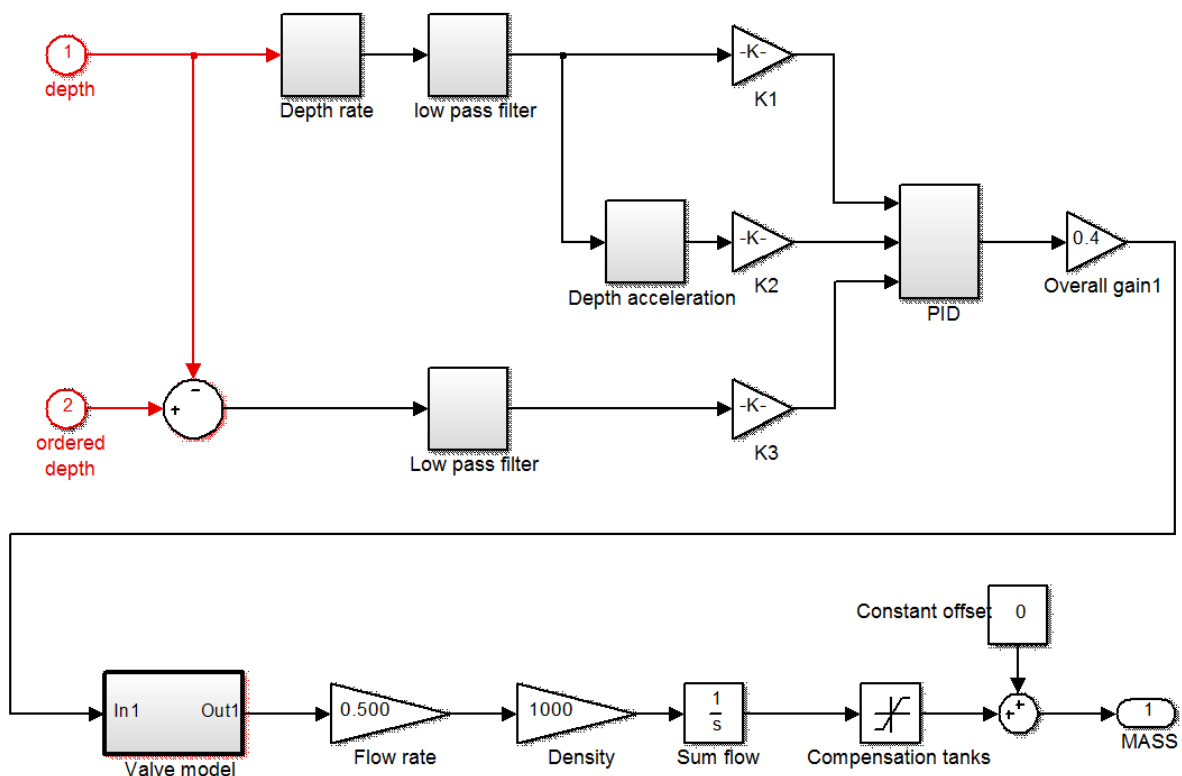 1
depth
Depth rate
low pass filter
-K-
K1
Depth acceleration
-K-
K2
PID
0.4
Overall gain1
2
ordered
depth
+
-
Low pass filter
-K-
K3
Constant offset
0
In1
Out1
Valve model
0.500
Flow rate
1000
Density
1
s
Sum flow
Compensation tanks
+
+
1
MASS